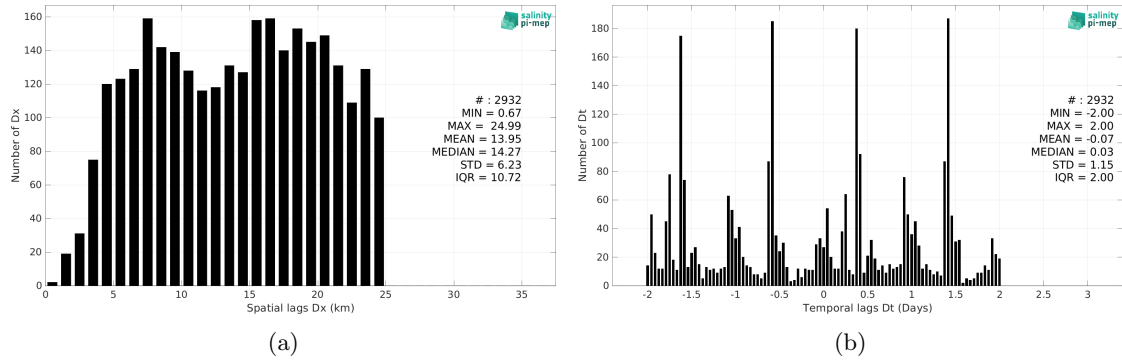 160
140
120
100
80
60
40
20
0
Number of Dx
0 5 10 15 20 25 30 35
Spatial lags Dx (km)
salinity
pi-mep
# : 2932
MIN = 0.67
MAX = 24.99
MEAN = 13.95
MEDIAN = 14.27
STD = 6.23
IQR = 10.72
(a)
180
160
140
120
100
80
60
40
20
0
Number of Dt
-2 -1.5 -1 -0.5 0 0.5 1 1.5 2 2.5 3
Temporal lags Dt (Days)
salinity
pi-mep
# : 2932
MIN = -2.00
MAX = 2.00
MEAN = -0.07
MEDIAN = 0.03
STD = 1.15
IQR = 2.00
(b)